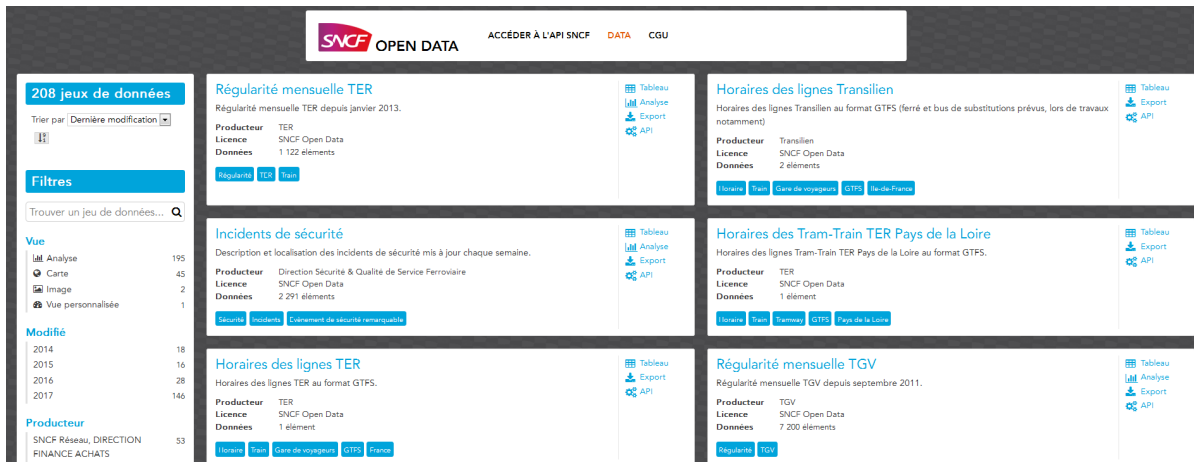 SNCF OPEN DATA
ACCÉDER À L'API SNCF DATA CGU
208 jeux de données
Trier par Dernière modification
Filtres
Trouver un jeu de données...
Vue
Analyse 195
Carte 45
Image 2
Vue personnalisée 1
Modifié
2014 18
2015 16
2016 28
2017 146
Producteur
SNCF Réseau, DIRECTION 53
FINANCE ACHATS
Régularité mensuelle TER
Régularité mensuelle TER depuis janvier 2013.
Producteur TER
Licence SNCF Open Data
Données 1 122 éléments
Régularité TER Train
Tableau
Analyse
Export
API
Horaires des lignes Transilien
Horaires des lignes Transilien au format GTFS (ferré et bus de substitutions prévus, lors de travaux
notamment)
Producteur Transilien
Licence SNCF Open Data
Données 2 éléments
Horaire Train Gare de voyageurs GTFS Ile-de-France
Tableau
Export
API
Incidents de sécurité
Description et localisation des incidents de sécurité mis à jour chaque semaine.
Producteur Direction Sécurité & Qualité de Service Ferroviaire
Licence SNCF Open Data
Données 2 291 éléments
Sécurité Incidents Evènement de sécurité remarquable
Tableau
Analyse
Export
API
Horaires des Tram-Train TER Pays de la Loire
Horaires des lignes Tram-Train TER Pays de la Loire au format GTFS.
Producteur TER
Licence SNCF Open Data
Données 1 élément
Horaire Train Tramway GTFS Pays de la Loire
Tableau
Export
API
Horaires des lignes TER
Horaires des lignes TER au format GTFS.
Producteur TER
Licence SNCF Open Data
Données 1 élément
Horaire Train Gare de voyageurs GTFS France
Tableau
Export
API
Régularité mensuelle TGV
Régularité mensuelle TGV depuis septembre 2011.
Producteur TGV
Licence SNCF Open Data
Données 7 200 éléments
Régularité TGV
Tableau
Analyse
Export
API